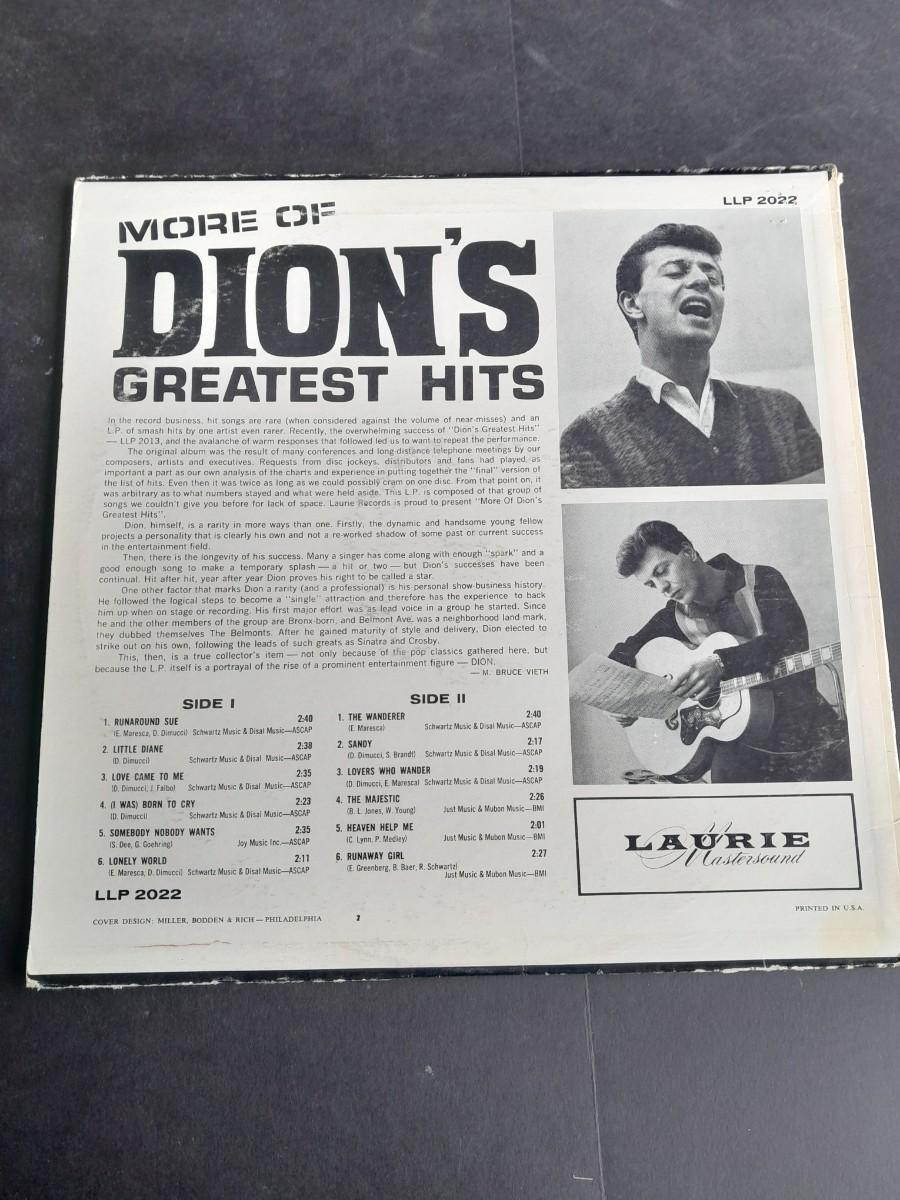 LLP 2022
MORE OF
DION'S
GREATEST HITS
In the record business, hit songs are rare (when considered against the volume of near-misses) and an
L.P. of smash hits by one artist even rarer. Recently, the overwhelming success of "Dion's Greatest Hits"
— LLP 2013, and the avalanche of warm responses that followed led us to want to repeat the performance.
The original album was the result of many conferences and long-distance telephone meetings by our
composers, artists and executives. Requests from disc jockeys, distributors and fans had played as
important a part as our own analysis of the charts and experience in putting together the "final" version of
the list of hits. Even then it was twice as long as we could possibly cram on one disc. From that point on, it
was arbitrary as to what numbers stayed and what were held aside. This L.P. is composed of that group of
songs we couldn't give you before for lack of space. Laurie Records is proud to present "More Of Dion's
Greatest Hits".
Dion, himself, is a rarity in more ways than one. Firstly, the dynamic and handsome young fellow
projects a personality that is clearly his own and not a re-worked shadow of some past or current success
in the entertainment field.
Then, there is the longevity of his success. Many a singer has come along with enough "spark" and a
good enough song to make a temporary splash — a hit or two — but Dion's successes have been
continual. Hit after hit, year after year Dion proves his right to be called a star.
One other factor that marks Dion a rarity (and a professional) is his personal show-business history.
He followed the logical steps to become a "single" attraction and therefore has the experience to back
him up when on stage or recording. His first major effort was as lead voice in a group he started. Since
he and the other members of the group are Bronx-born, and Belmont Ave. was a neighborhood land-mark,
they dubbed themselves The Belmonts. After he gained maturity of style and delivery, Dion elected to
strike out on his own, following the leads of such greats as Sinatra and Crosby.
This, then, is a true collector's item — not only because of the pop classics gathered here, but
because the L.P. itself is a portrayal of the rise of a prominent entertainment figure — DION.
— M. BRUCE VIETH
SIDE I
1. RUNAROUND SUE 2:40
(E. Maresca, D. Dimucci) Schwartz Music & Disal Music—ASCAP
2. LITTLE DIANE 2:38
(D. Dimucci) Schwartz Music & Disal Music—ASCAP
3. LOVE CAME TO ME 2:35
(D. Dimucci, J. Falbo) Schwartz Music & Disal Music—ASCAP
4. (I WAS) BORN TO CRY 2:23
(D. Dimucci) Schwartz Music & Disal Music—ASCAP
5. SOMEBODY NOBODY WANTS 2:35
(S. Dee, G. Goehring) Joy Music Inc.—ASCAP
6. LONELY WORLD 2:11
(E. Maresca, D. Dimucci) Schwartz Music & Disal Music—ASCAP
SIDE II
1. THE WANDERER 2:40
(E. Maresca) Schwartz Music & Disal Music—ASCAP
2. SANDY 2:17
(D. Dimucci, S. Brandt) Schwartz Music & Disal Music—ASCAP
3. LOVERS WHO WANDER 2:19
(D. Dimucci, E. Maresca) Schwartz Music & Disal Music—ASCAP
4. THE MAJESTIC 2:26
(B. L. Jones, W. Young) Just Music & Mubon Music—BMI
5. HEAVEN HELP ME 2:01
(C. Lynn, P. Medley) Just Music & Mubon Music—BMI
6. RUNAWAY GIRL 2:27
(E. Greenberg, B. Baer, R. Schwartz)
Just Music & Mubon Music—BMI
LLP 2022
COVER DESIGN: MILLER, BODDEN & RICH — PHILADELPHIA 2
LAURIE
Mastersound
PRINTED IN U.S.A.